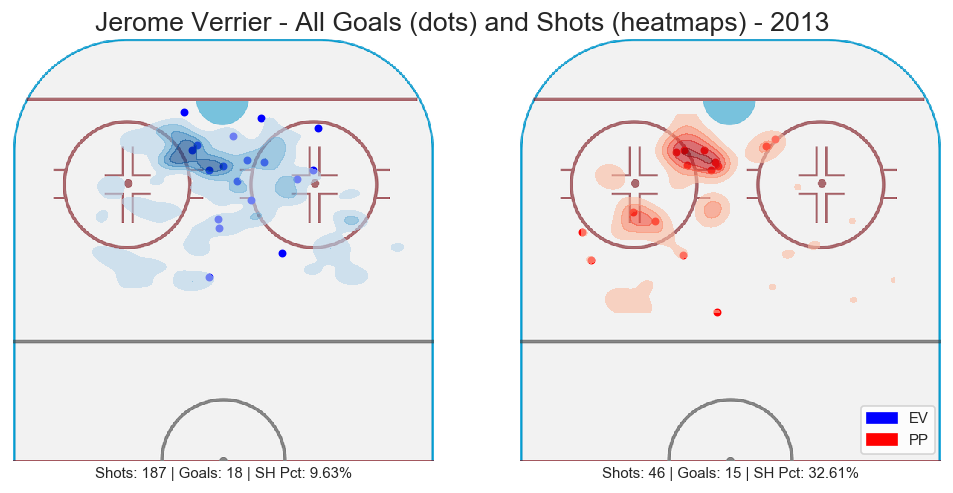 Jerome Verrier - All Goals (dots) and Shots (heatmaps) - 2013
EV
PP
Shots: 187 | Goals: 18 | SH Pct: 9.63%
Shots: 46 | Goals: 15 | SH Pct: 32.61%